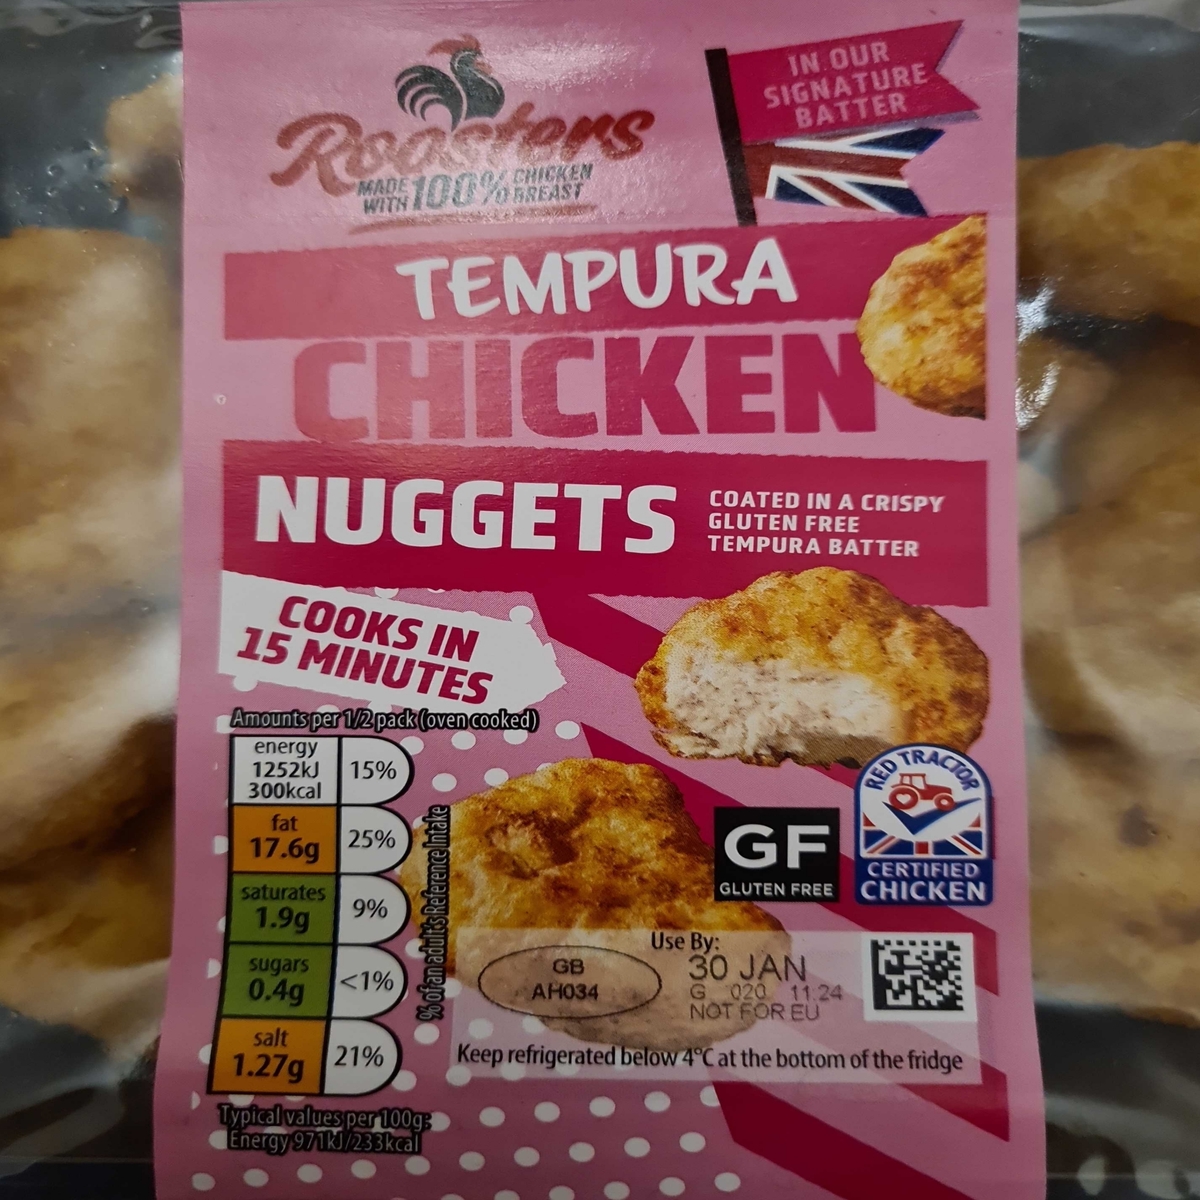 IN OUR
SIGNATURE
BATTER
Roosters
MADE WITH 100% CHICKEN BREAST
TEMPURA
CHICKEN
NUGGETS
COATED IN A CRISPY
GLUTEN FREE
TEMPURA BATTER
COOKS IN
15 MINUTES
Amounts per 1/2 pack (oven cooked)
energy
1252kJ
300kcal
15%
fat
17.6g
25%
saturates
1.9g
9%
sugars
0.4g
<1%
salt
1.27g
21%
% of an adult's Reference Intake
Typical values per 100g:
Energy 971kJ/233kcal
GF
GLUTEN FREE
RED TRACTOR
CERTIFIED
CHICKEN
GB
AH034
Use By:
30 JAN
G 020 11:24
NOT FOR EU
Keep refrigerated below 4°C at the bottom of the fridge